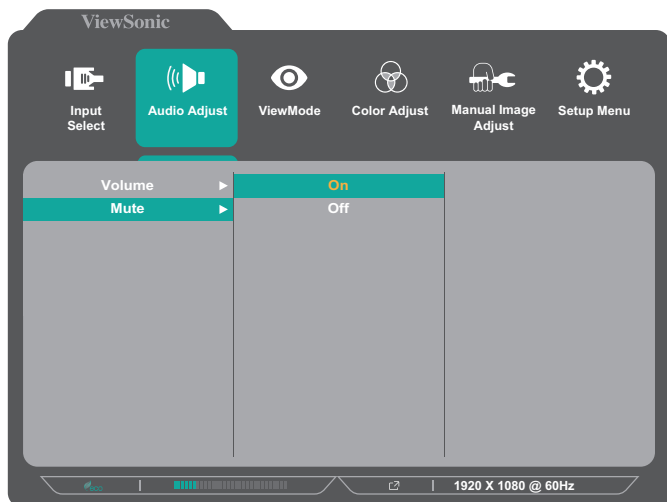 ViewSonic
Input
Select
Audio Adjust
ViewMode
Color Adjust
Manual Image
Adjust
Setup Menu
Volume
On
Mute
Off
eco
1920 X 1080 @ 60Hz